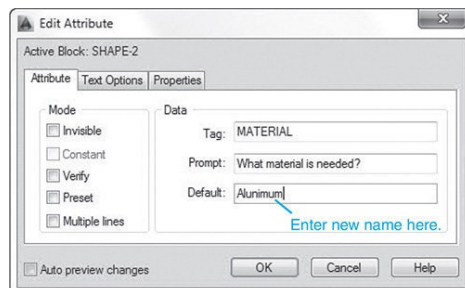 Edit Attribute
Active Block: SHAPE-2
Attribute Text Options Properties
Mode
Invisible
Constant
Verify
Preset
Multiple lines
Data
Tag: MATERIAL
Prompt: What material is needed?
Default: Alunimum
Enter new name here.
Auto preview changes
OK Cancel Help